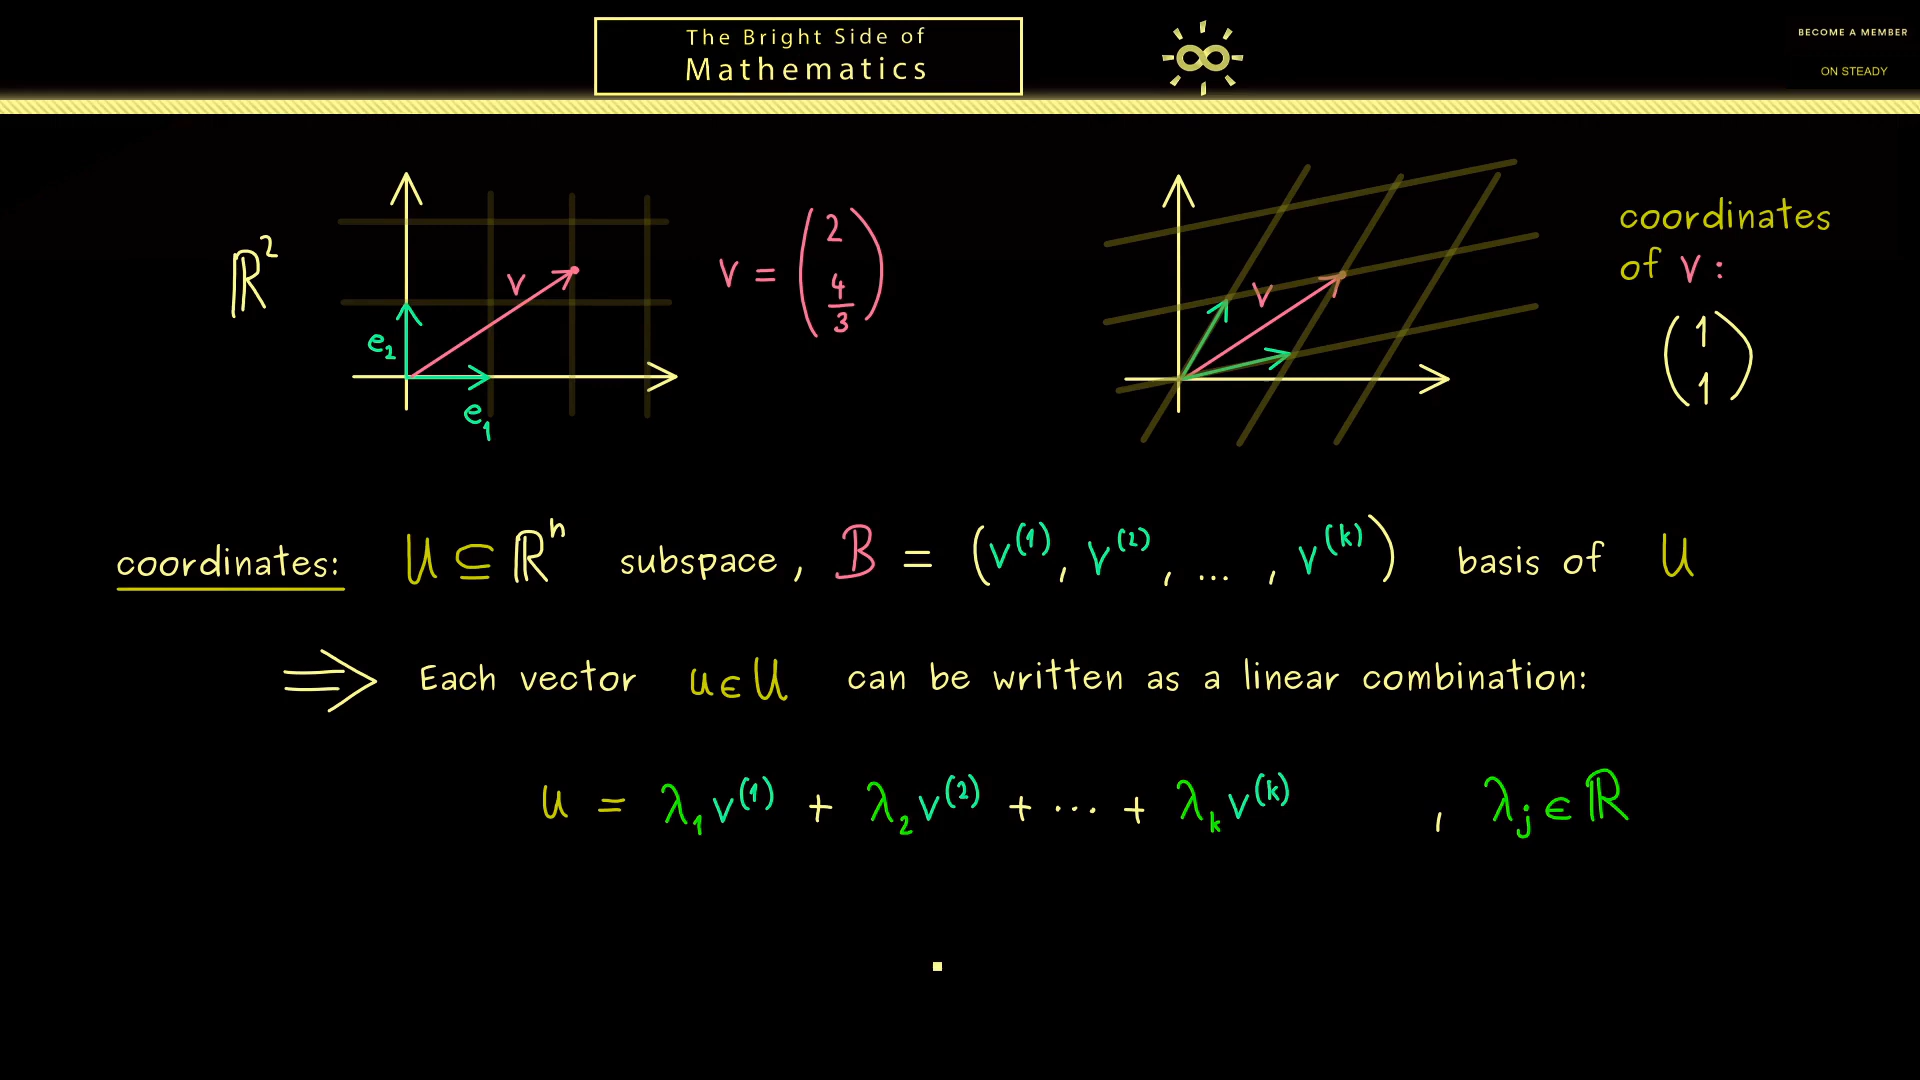 The Bright Side of
Mathematics
BECOME A MEMBER
ON STEADY
ℝ²
v
e₂
e₁
v = (2 4/3)
v
coordinates
of v :
(1 1)
coordinates: U ⊆ ℝⁿ subspace , B = (v⁽¹⁾, v⁽²⁾, ... , v⁽ᵏ⁾) basis of U
⟹ Each vector u ∈ U can be written as a linear combination:
u = λ₁v⁽¹⁾ + λ₂v⁽²⁾ + ... + λₖv⁽ᵏ⁾ , λⱼ ∈ ℝ